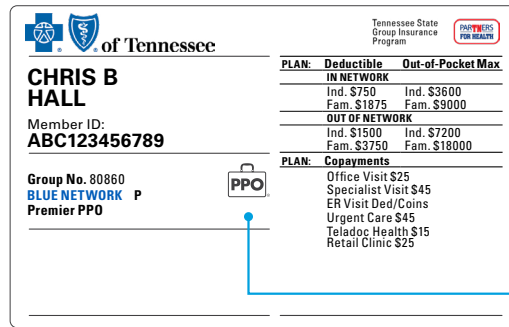 of Tennessee
Tennessee State
Group Insurance
Program
PARTNERS
FOR HEALTH
CHRIS B
HALL
Member ID:
ABC123456789
Group No. 80860
BLUE NETWORK P
Premier PPO
PPO
PLAN: Deductible Out-of-Pocket Max
IN NETWORK
Ind. $750 Ind. $3600
Fam. $1875 Fam. $9000
OUT OF NETWORK
Ind. $1500 Ind. $7200
Fam. $3750 Fam. $18000
PLAN: Copayments
Office Visit $25
Specialist Visit $45
ER Visit Ded/Coins
Urgent Care $45
Teladoc Health $15
Retail Clinic $25